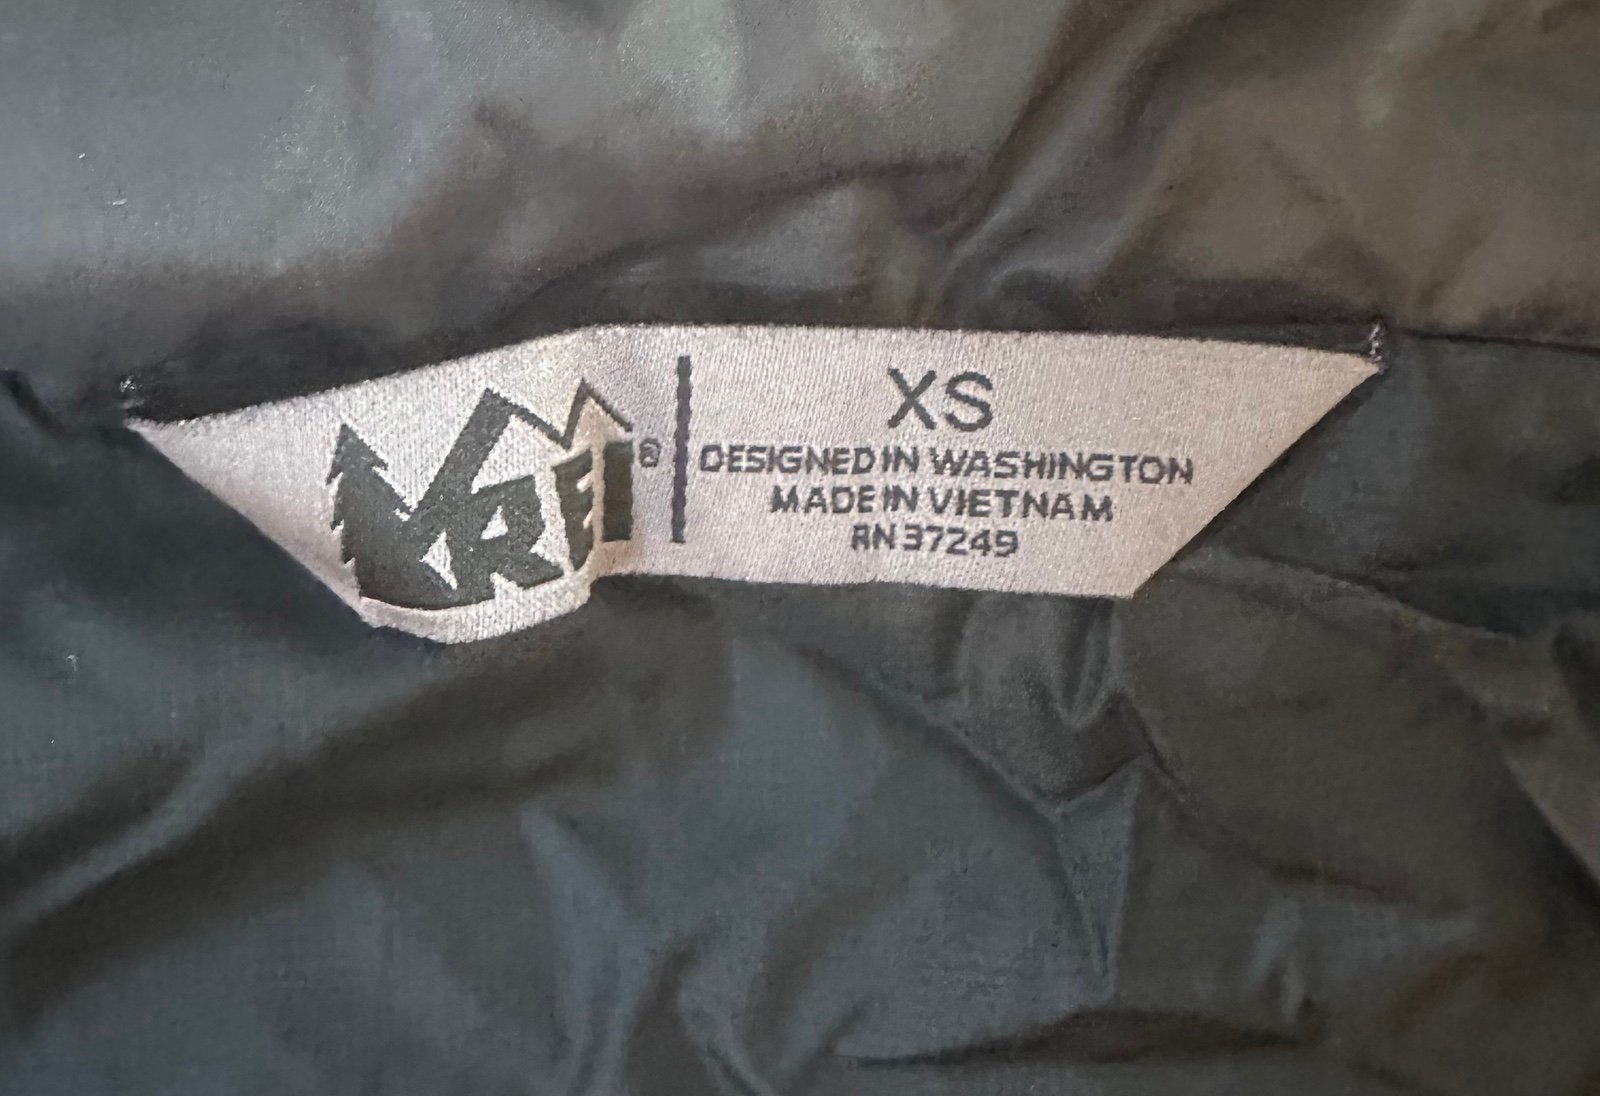 REI®
XS
DESIGNED IN WASHINGTON
MADE IN VIETNAM
RN 37249